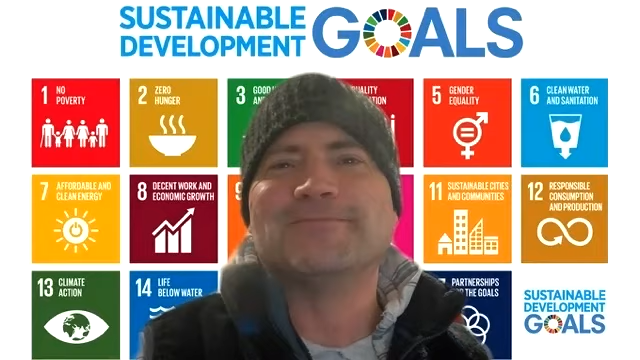 SUSTAINABLE
DEVELOPMENT
GOALS
1 NO
POVERTY
2 ZERO
HUNGER
3
5 GENDER
EQUALITY
6 CLEAN WATER
AND SANITATION
7 AFFORDABLE AND
CLEAN ENERGY
8 DECENT WORK AND
ECONOMIC GROWTH
9
11 SUSTAINABLE CITIES
AND COMMUNITIES
12 RESPONSIBLE
CONSUMPTION
AND PRODUCTION
13 CLIMATE
ACTION
14 LIFE
BELOW WATER
PARTNERSHIPS
THE GOALS
SUSTAINABLE
DEVELOPMENT
GOALS